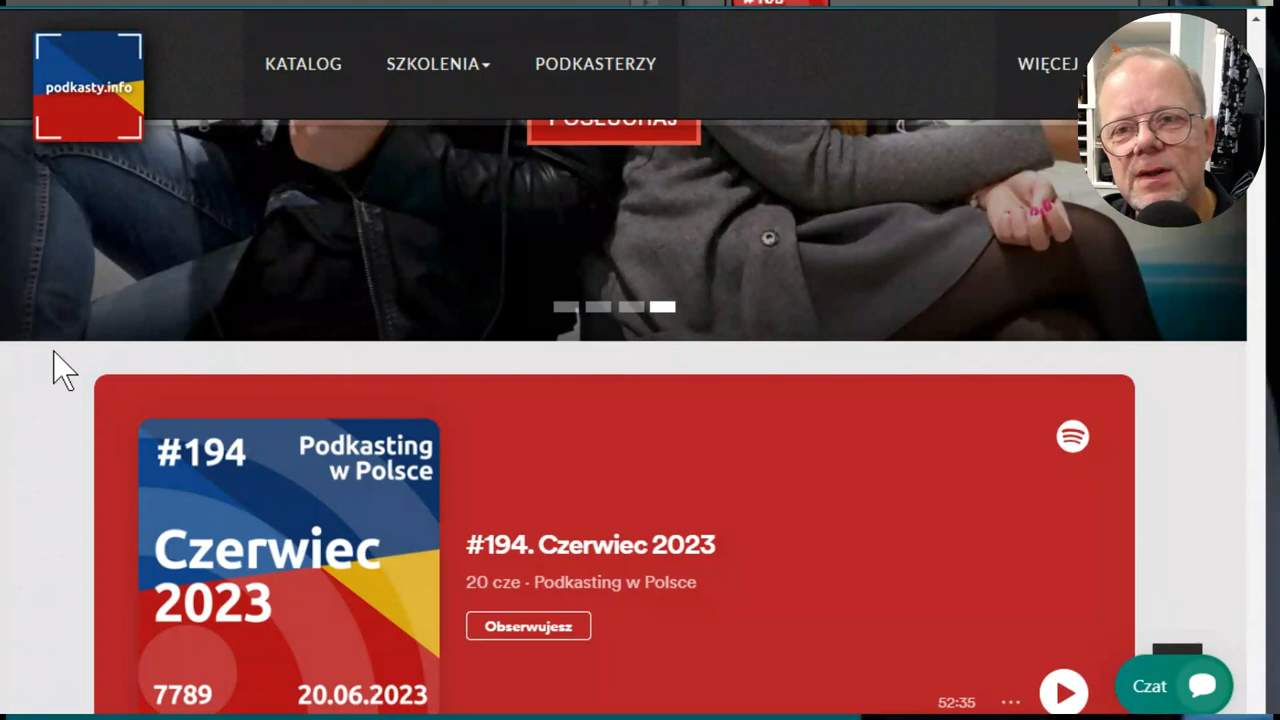 KATALOG
SZKOLENIA
PODKASTERZY
WIĘCEJ
podkasty.info
POSŁUCHAJ
#194
Podkasting
w Polsce
Czerwiec
2023
7789
20.06.2023
#194. Czerwiec 2023
20 cze · Podkasting w Polsce
Obserwujesz
52:35
Czat